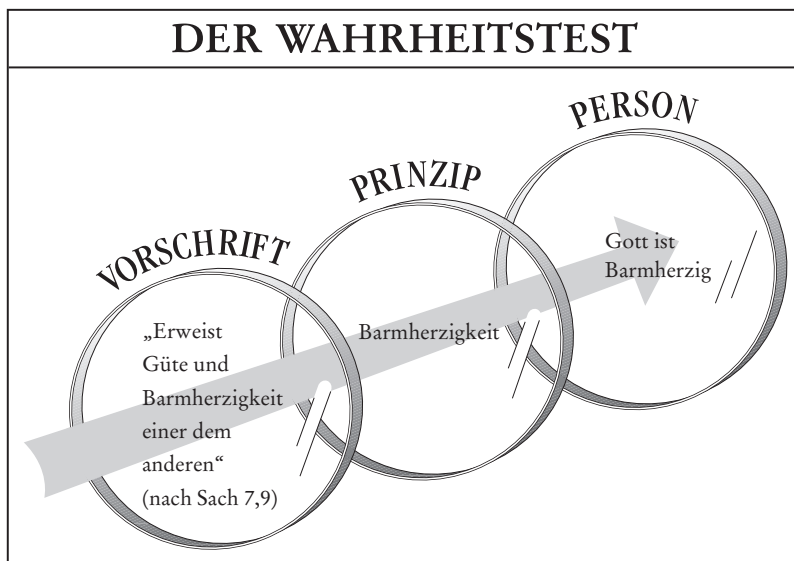 DER WAHRHEITSTEST
VORSCHRIFT
„Erweist
Güte und
Barmherzigkeit
einer dem
anderen“
(nach Sach 7,9)
PRINZIP
Barmherzigkeit
PERSON
Gott ist
Barmherzig